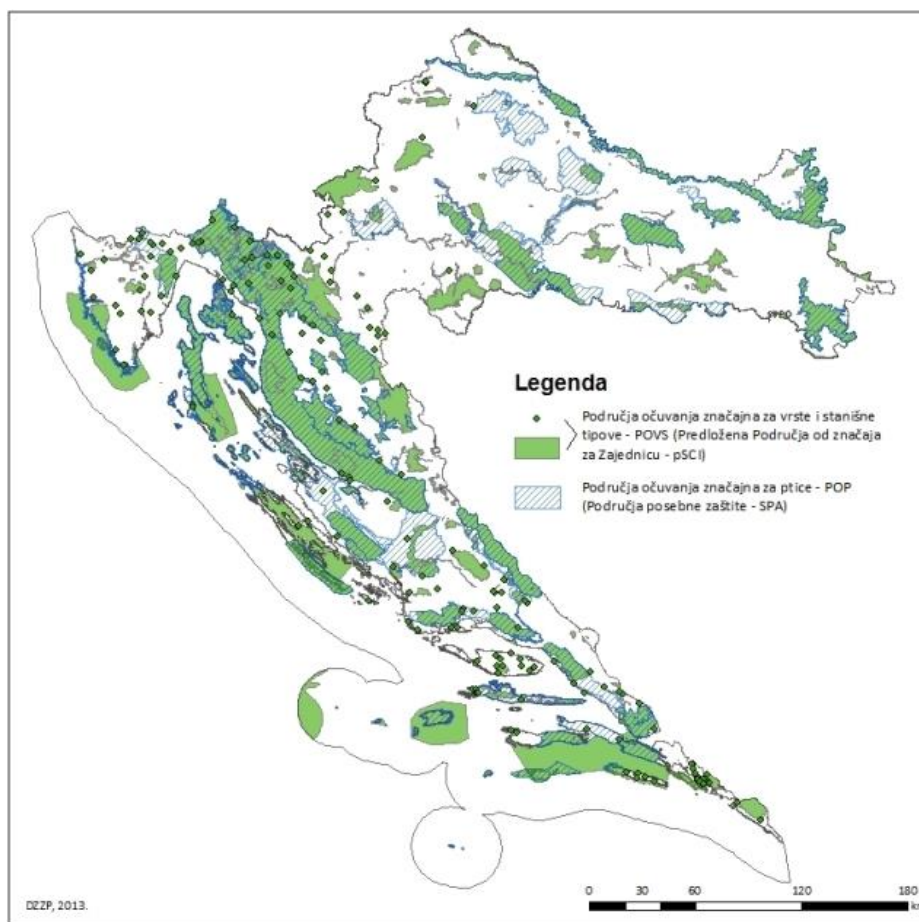 Legenda
Područja očuvanja značajna za vrste i stanišne
tipove - POVS (Predložena Područja od značaja
za Zajednicu - pSCI)
Područja očuvanja značajna za ptice - POP
(Područja posebne zaštite - SPA)
DZZP, 2013.
0 30 60 120 180